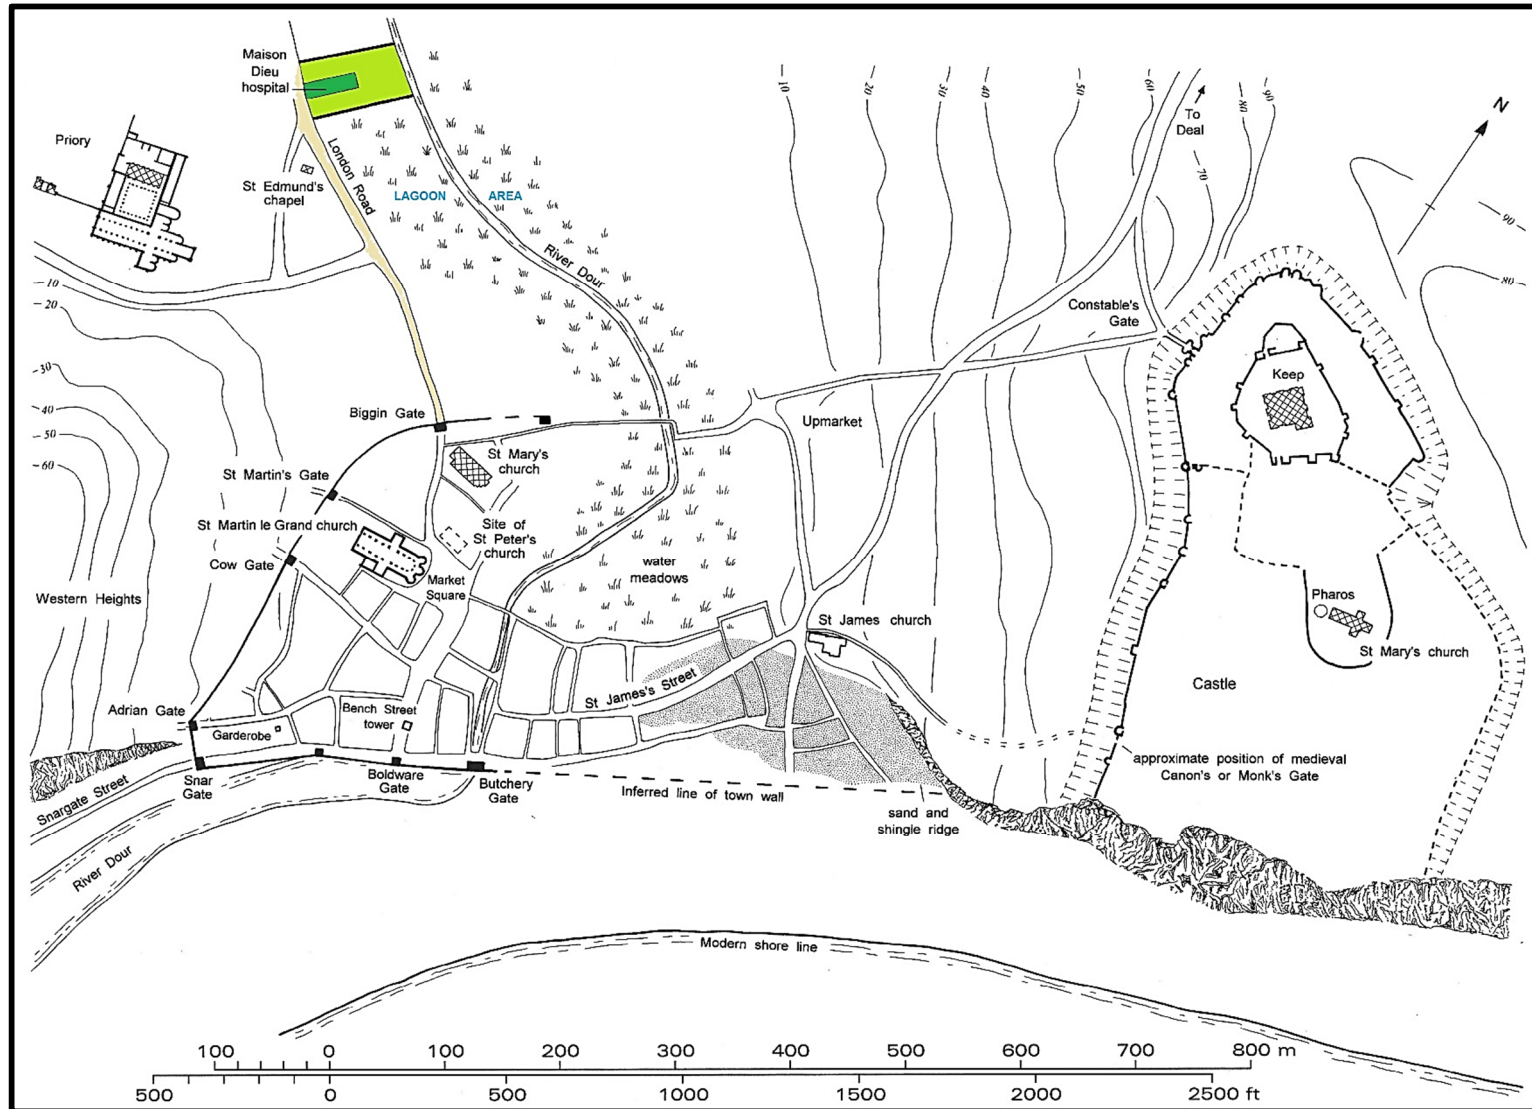 Maison
Dieu
hospital
Priory
St Edmund's
chapel
London Road
LAGOON AREA
River Dour
10
20
30
40
50
60
70
80
90
To
Deal
N
90
80
Constable's
Gate
Keep
10
20
30
40
50
60
Biggin Gate
Upmarket
St Mary's
church
St Martin's Gate
St Martin le Grand church
Site of
St Peter's
church
Cow Gate
Market
Square
water
meadows
Western Heights
Pharos
St James church
St Mary's church
St James's Street
Castle
Adrian Gate
Bench Street
tower
Garderobe
approximate position of medieval
Canon's or Monk's Gate
Snar
Gate
Boldware
Gate
Butchery
Gate
Inferred line of town wall
sand and
shingle ridge
Snargate Street
River Dour
Modern shore line
100 0 100 200 300 400 500 600 700 800 m
500 0 500 1000 1500 2000 2500 ft